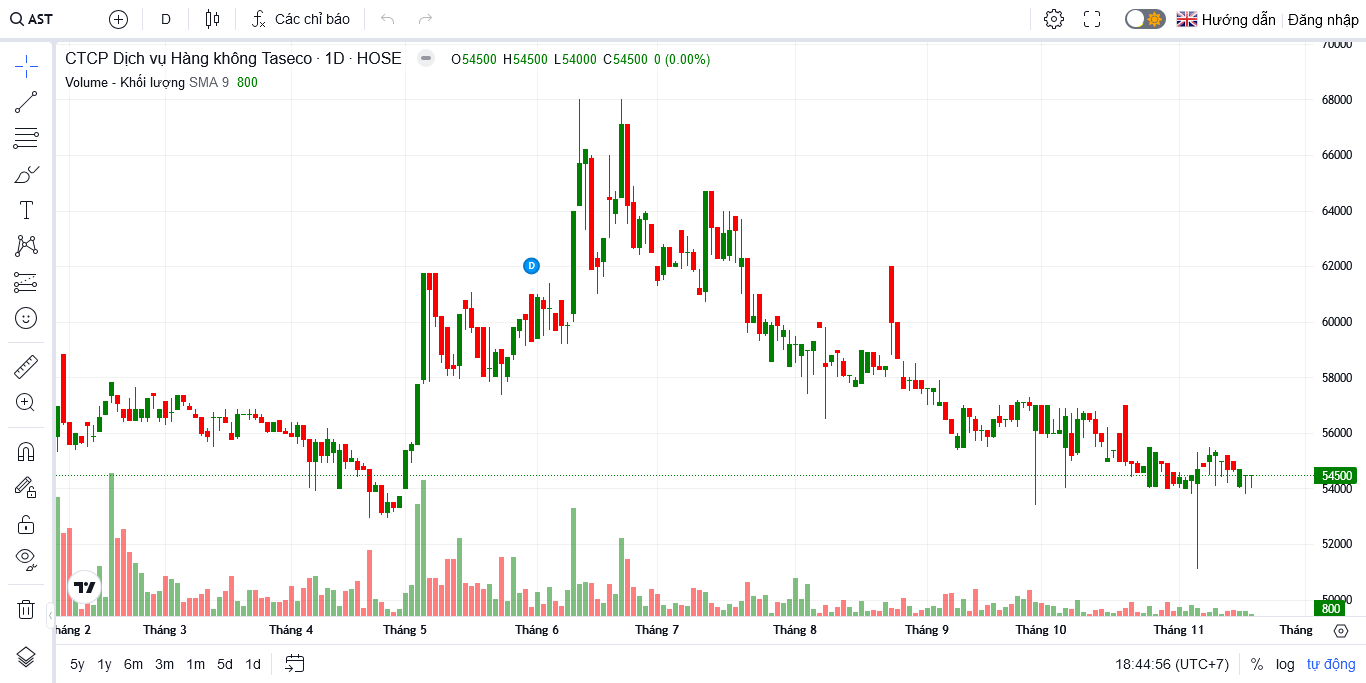 AST D Các chỉ báo Hướng dẫn Đăng nhập
CTCP Dịch vụ Hàng không Taseco · 1D · HOSE O54500 H54500 L54000 C54500 0 (0.00%)
Volume - Khối lượng SMA 9 800
70000
68000
66000
64000
D
62000
60000
58000
56000
54500
54000
52000
50000
800
háng 2 Tháng 3 Tháng 4 Tháng 5 Tháng 6 Tháng 7 Tháng 8 Tháng 9 Tháng 10 Tháng 11 Tháng
5y 1y 6m 3m 1m 5d 1d 18:44:56 (UTC+7) % log tự động